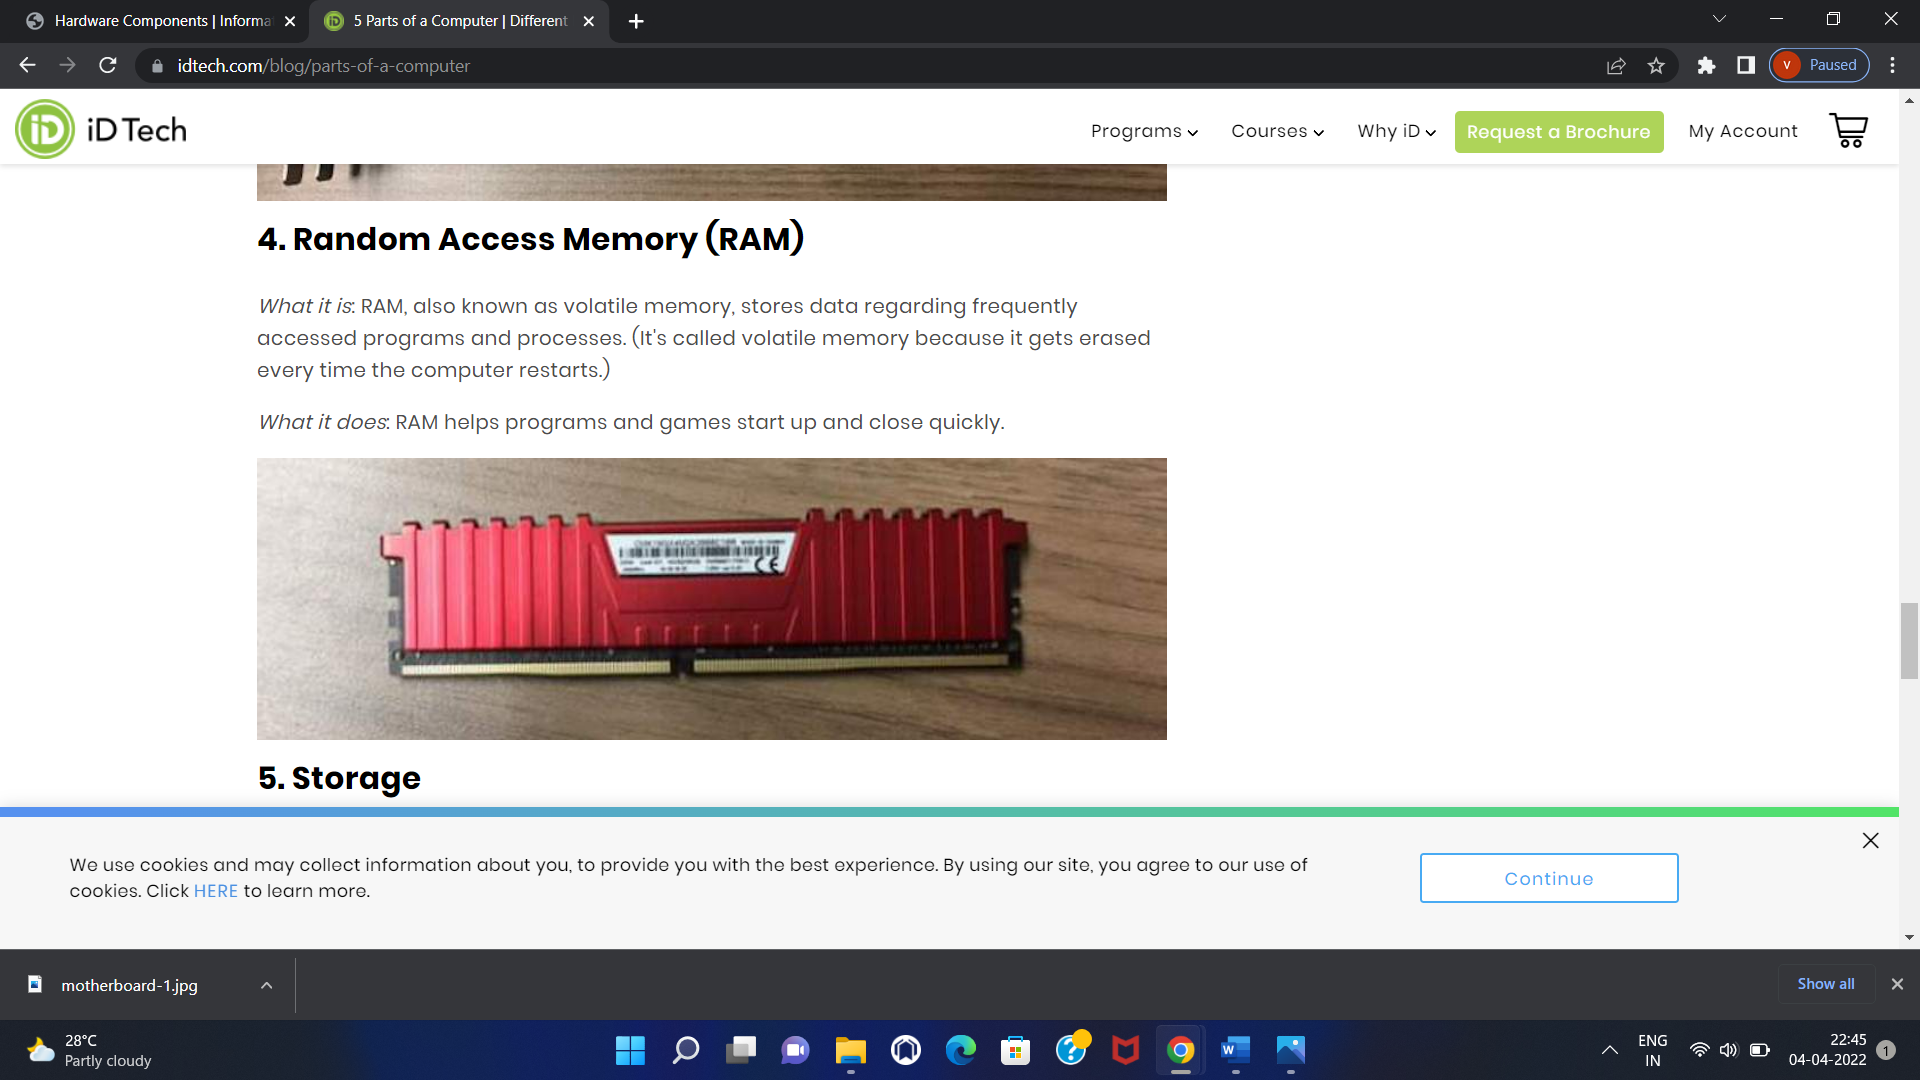 Hardware Components | Informa
5 Parts of a Computer | Different
idtech.com/blog/parts-of-a-computer
V Paused
iD iD Tech
Programs Courses Why iD Request a Brochure My Account
4. Random Access Memory (RAM)
What it is: RAM, also known as volatile memory, stores data regarding frequently
accessed programs and processes. (It's called volatile memory because it gets erased
every time the computer restarts.)
What it does: RAM helps programs and games start up and close quickly.
CE
5. Storage
We use cookies and may collect information about you, to provide you with the best experience. By using our site, you agree to our use of
cookies. Click HERE to learn more.
Continue
motherboard-1.jpg
Show all
28°C
Partly cloudy
W
ENG
IN
22:45
04-04-2022
1